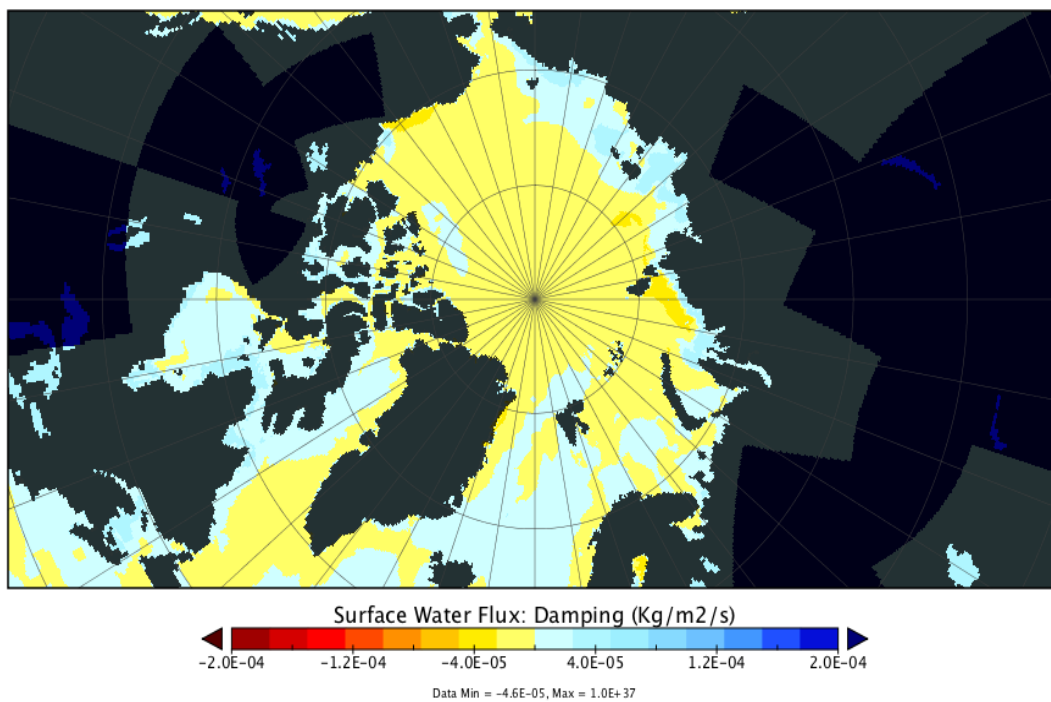 Surface Water Flux: Damping (Kg/m2/s)
-2.0E-04 -1.2E-04 -4.0E-05 4.0E-05 1.2E-04 2.0E-04
Data Min = -4.6E-05, Max = 1.0E+37